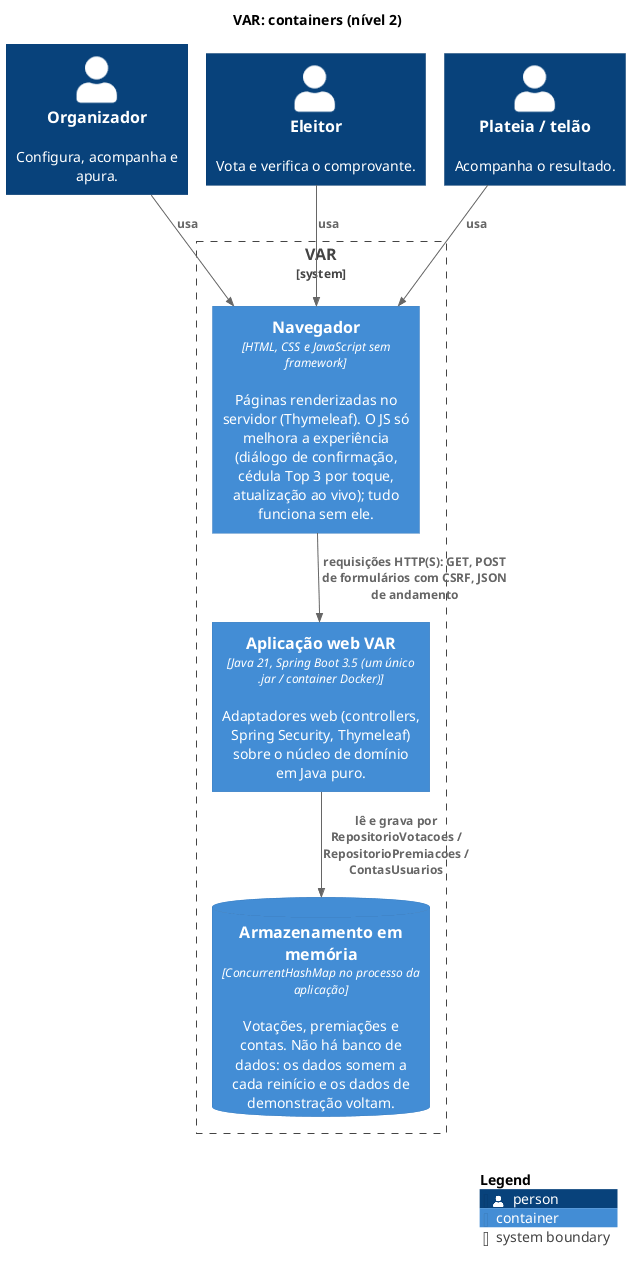 VAR: containers (nível 2)
Organizador
Configura, acompanha e
apura.
Eleitor
Vota e verifica o comprovante.
Plateia / telão
Acompanha o resultado.
usa
usa
usa
VAR
[system]
Navegador
[HTML, CSS e JavaScript sem
framework]
Páginas renderizadas no
servidor (Thymeleaf). O JS só
melhora a experiência
(diálogo de confirmação,
cédula Top 3 por toque,
atualização ao vivo); tudo
funciona sem ele.
requisições HTTP(S): GET, POST
de formulários com CSRF, JSON
de andamento
Aplicação web VAR
[Java 21, Spring Boot 3.5 (um único
.jar / container Docker)]
Adaptadores web (controllers,
Spring Security, Thymeleaf)
sobre o núcleo de domínio
em Java puro.
lê e grava por
RepositorioVotacoes /
RepositorioPremiacoes /
ContasUsuarios
Armazenamento em
memória
[ConcurrentHashMap no processo da
aplicação]
Votações, premiações e
contas. Não há banco de
dados: os dados somem a
cada reinício e os dados de
demonstração voltam.
Legend
person
container
system boundary